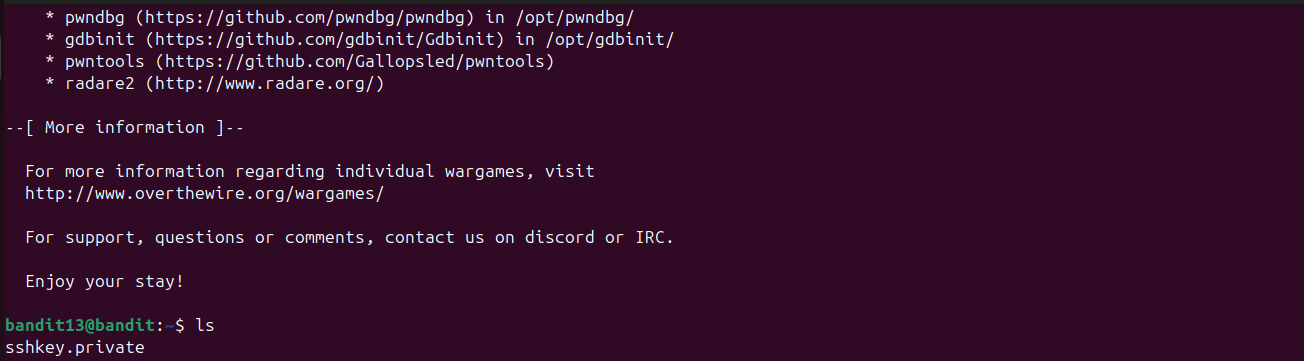 * pwndbg (https://github.com/pwndbg/pwndbg) in /opt/pwndbg/
* gdbinit (https://github.com/gdbinit/Gdbinit) in /opt/gdbinit/
* pwntools (https://github.com/Gallopsled/pwntools)
* radare2 (http://www.radare.org/)
--[ More information ]--
For more information regarding individual wargames, visit
http://www.overthewire.org/wargames/
For support, questions or comments, contact us on discord or IRC.
Enjoy your stay!
bandit13@bandit:~$ ls
sshkey.private